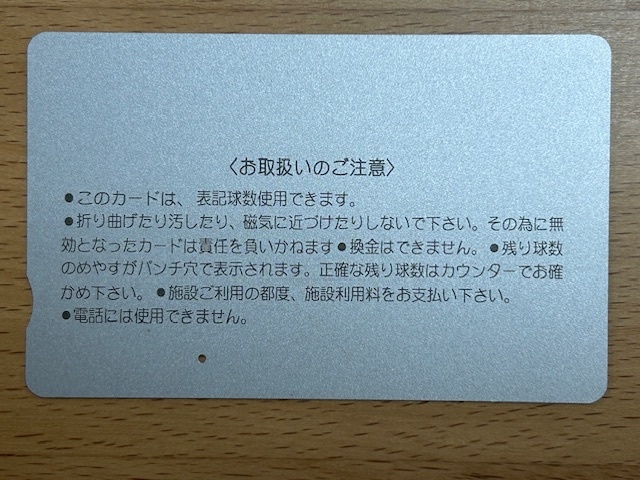 〈お取扱いのご注意〉
●このカードは、表記球数使用できます。
●折り曲げたり汚したり、磁気に近づけたりしないで下さい。その為に無
効となったカードは責任を負いかねます●換金はできません。●残り球数
のめやすがパンチ穴で表示されます。正確な残り球数はカウンターでお確
かめ下さい。●施設ご利用の都度、施設利用料をお支払い下さい。
●電話には使用できません。